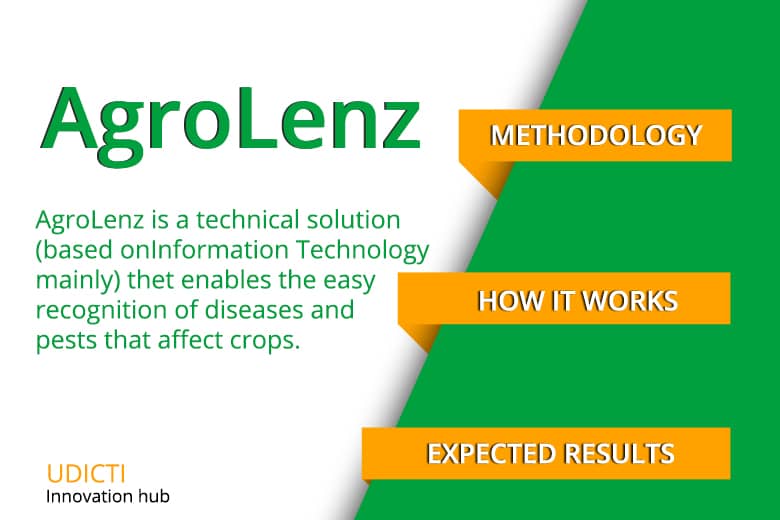 AgroLenz
AgroLenz is a technical solution
(based onInformation Technology
mainly) thet enables the easy
recognition of diseases and
pests that affect crops.
METHODOLOGY
HOW IT WORKS
EXPECTED RESULTS
UDICTI
Innovation hub